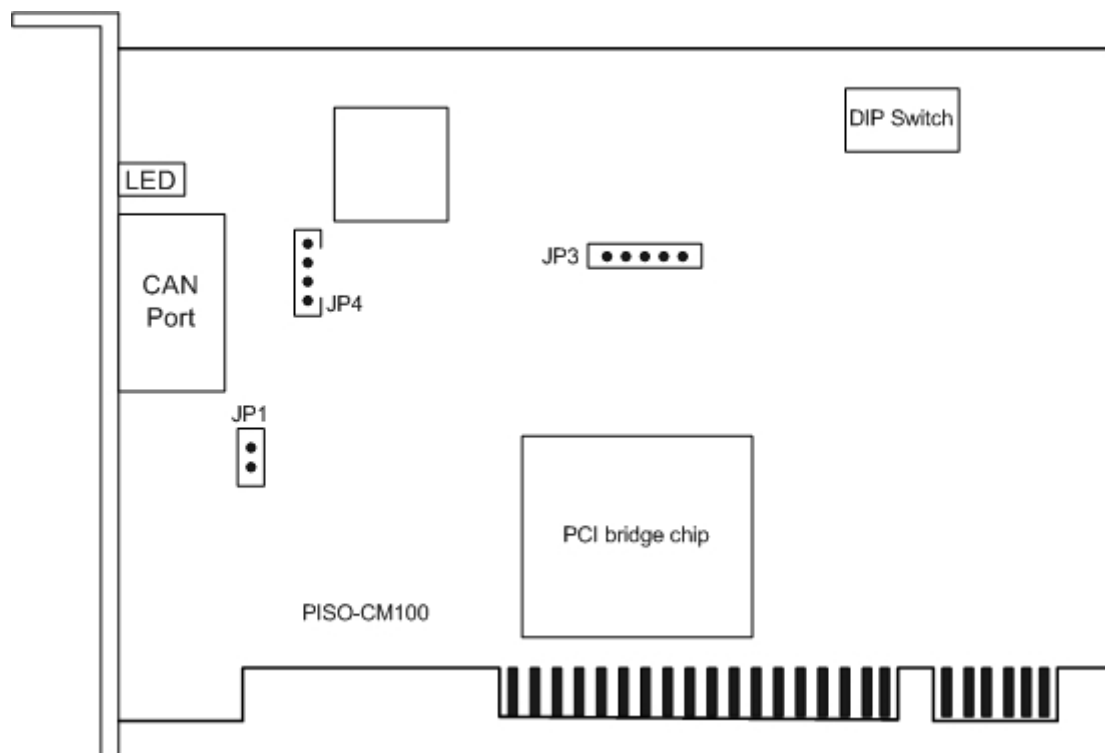 DIP Switch
LED
JP3
CAN
Port
JP4
JP1
PCI bridge chip
PISO-CM100